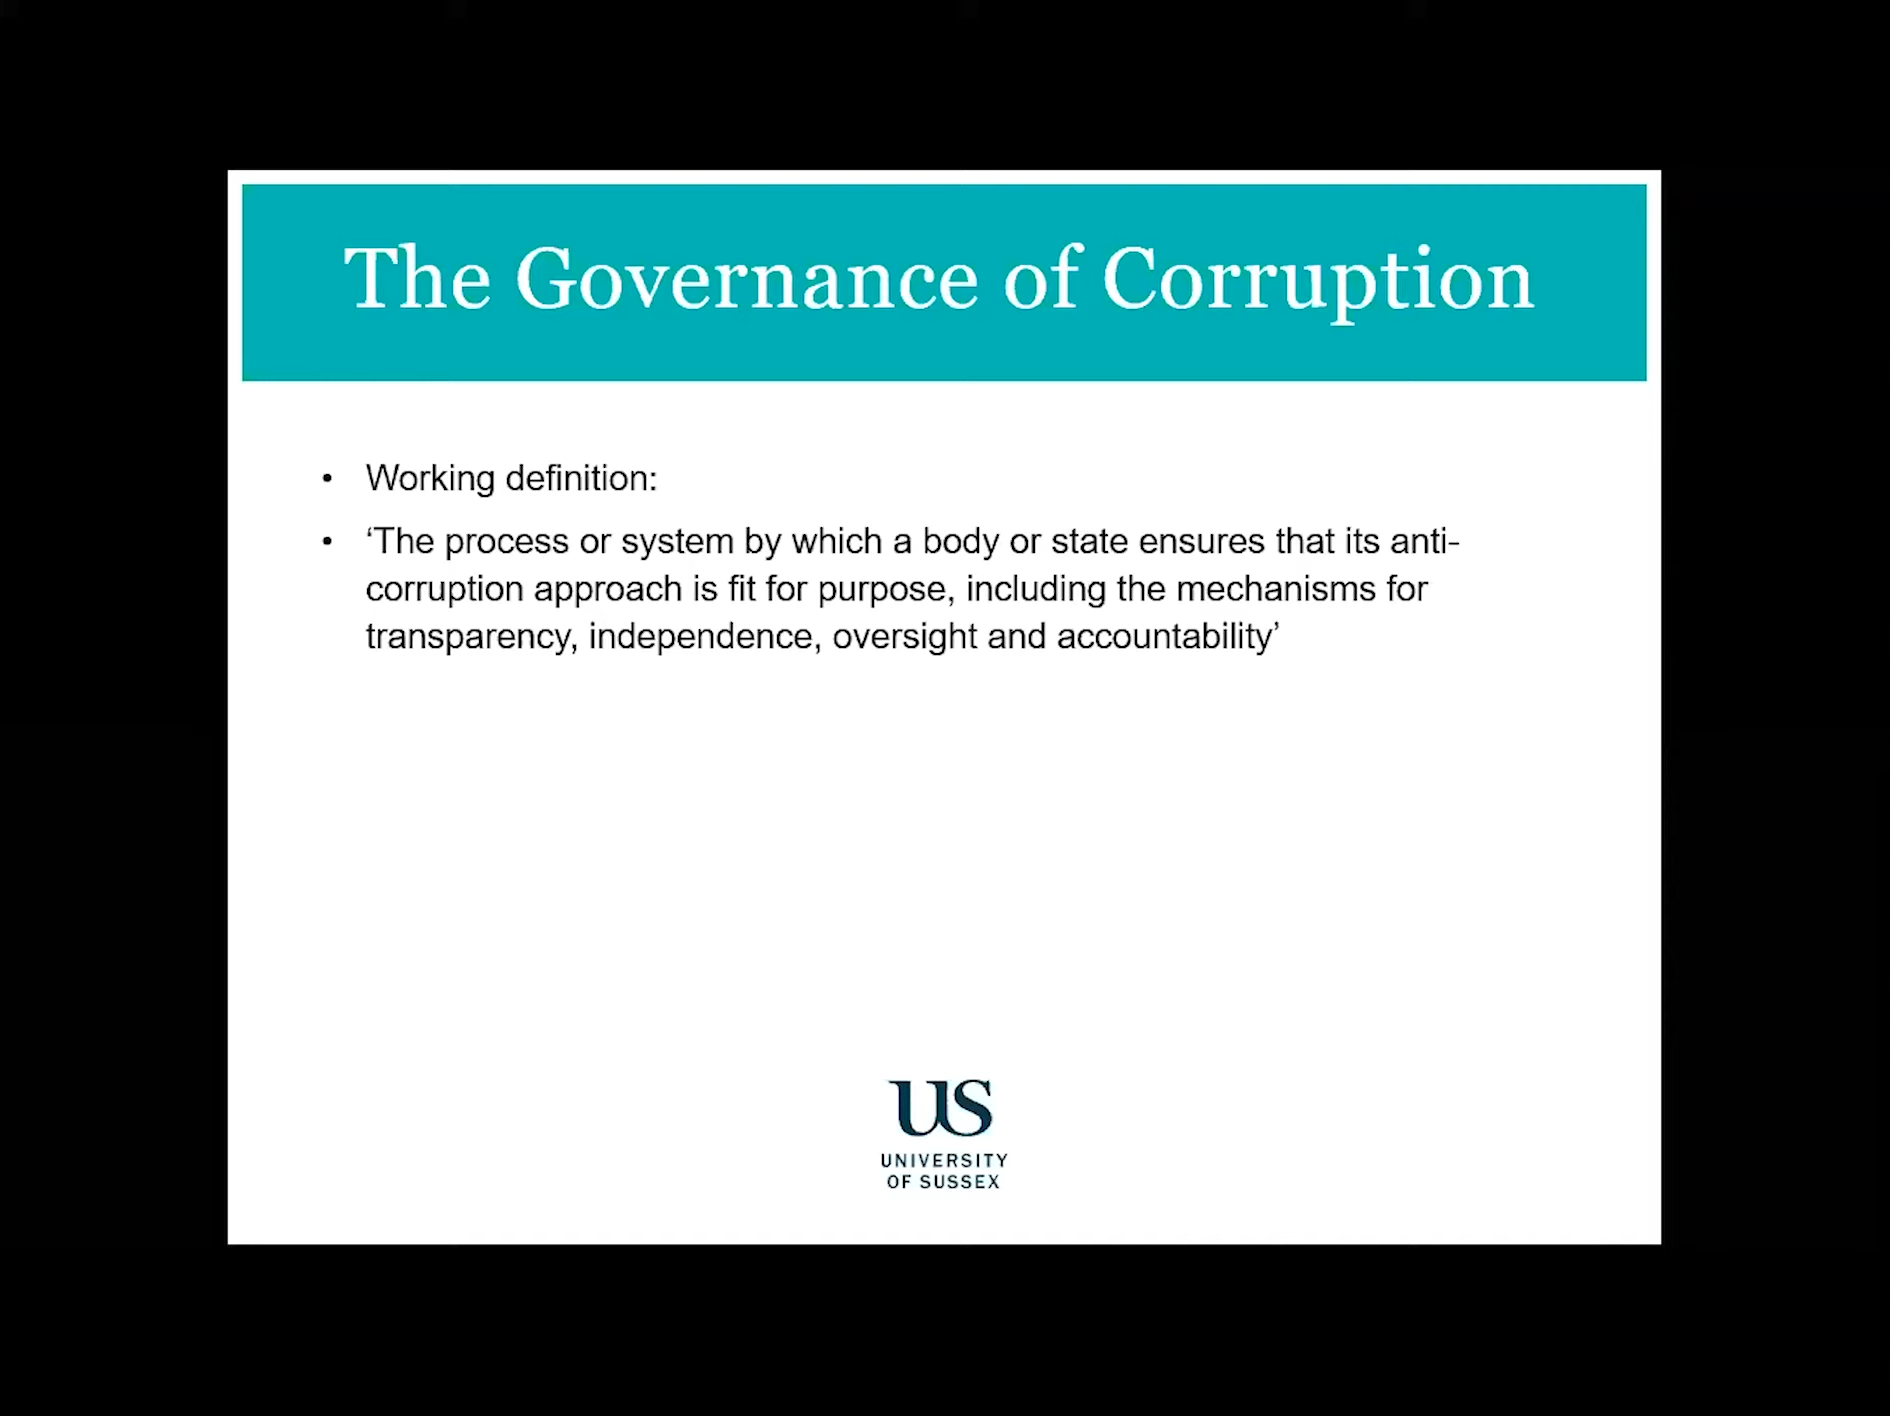 The Governance of Corruption
• Working definition:
• ‘The process or system by which a body or state ensures that its anti-
corruption approach is fit for purpose, including the mechanisms for
transparency, independence, oversight and accountability’
US
UNIVERSITY
OF SUSSEX